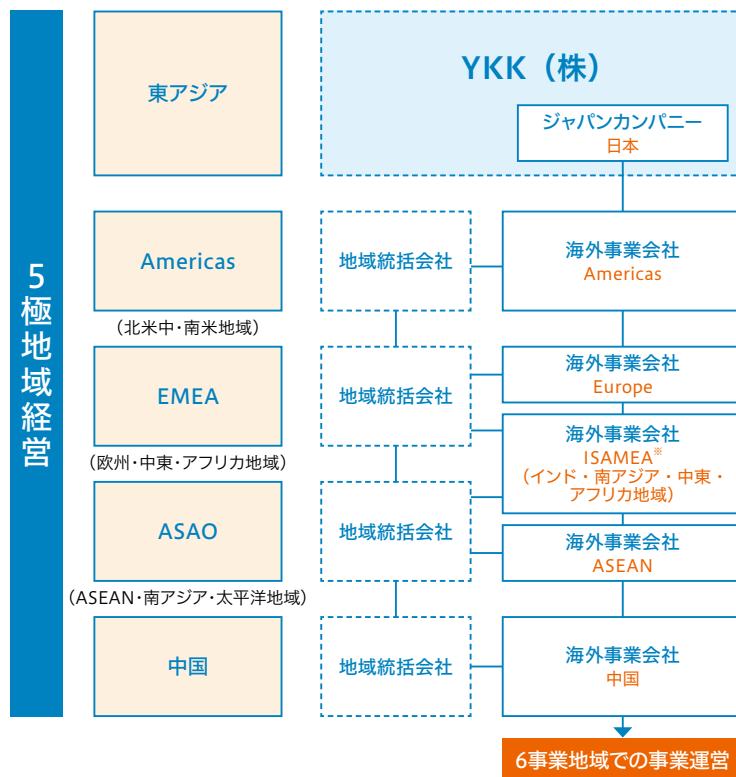 5極地域経営
東アジア
YKK（株）
ジャパンカンパニー
日本
Americas
（北米中・南米地域）
地域統括会社
海外事業会社
Americas
EMEA
（欧州・中東・アフリカ地域）
地域統括会社
海外事業会社
Europe
海外事業会社
ISAMEA※
（インド・南アジア・中東・
アフリカ地域）
ASAO
（ASEAN・南アジア・太平洋地域）
地域統括会社
海外事業会社
ASEAN
中国
地域統括会社
海外事業会社
中国
6事業地域での事業運営